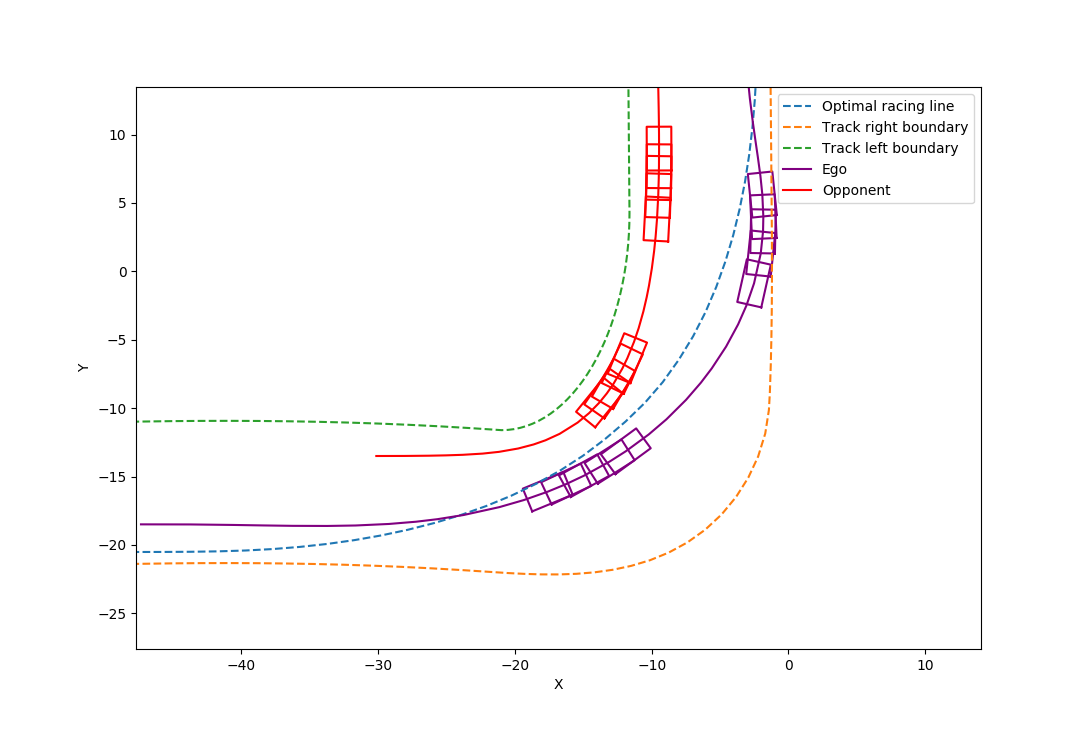 Optimal racing line
Track right boundary
Track left boundary
Ego
Opponent
10
5
0
−5
−10
−15
−20
−25
Y
−40
−30
−20
−10
0
10
X